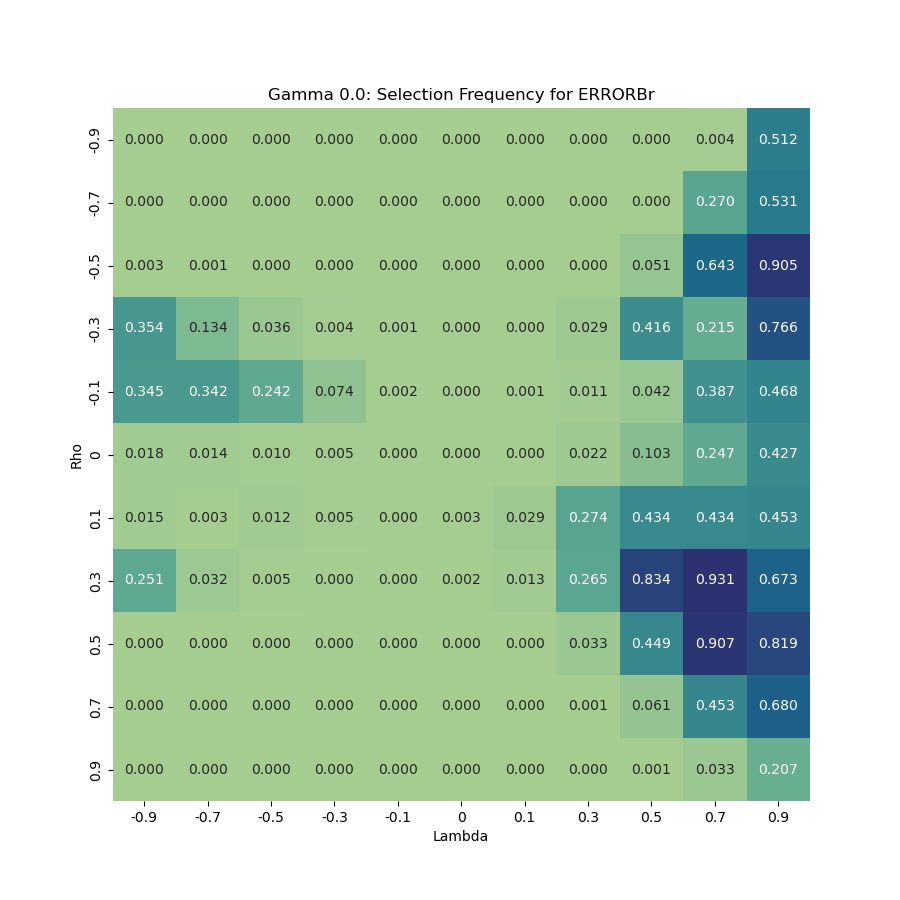 Gamma 0.0: Selection Frequency for ERRORBr
-0.9 0.000 0.000 0.000 0.000 0.000 0.000 0.000 0.000 0.000 0.004 0.512
-0.7 0.000 0.000 0.000 0.000 0.000 0.000 0.000 0.000 0.000 0.270 0.531
-0.5 0.003 0.001 0.000 0.000 0.000 0.000 0.000 0.000 0.051 0.643 0.905
-0.3 0.354 0.134 0.036 0.004 0.001 0.000 0.000 0.029 0.416 0.215 0.766
-0.1 0.345 0.342 0.242 0.074 0.002 0.000 0.001 0.011 0.042 0.387 0.468
Rho
0 0.018 0.014 0.010 0.005 0.000 0.000 0.000 0.022 0.103 0.247 0.427
0.1 0.015 0.003 0.012 0.005 0.000 0.003 0.029 0.274 0.434 0.434 0.453
0.3 0.251 0.032 0.005 0.000 0.000 0.002 0.013 0.265 0.834 0.931 0.673
0.5 0.000 0.000 0.000 0.000 0.000 0.000 0.000 0.033 0.449 0.907 0.819
0.7 0.000 0.000 0.000 0.000 0.000 0.000 0.000 0.001 0.061 0.453 0.680
0.9 0.000 0.000 0.000 0.000 0.000 0.000 0.000 0.000 0.001 0.033 0.207
-0.9 -0.7 -0.5 -0.3 -0.1 0 0.1 0.3 0.5 0.7 0.9
Lambda